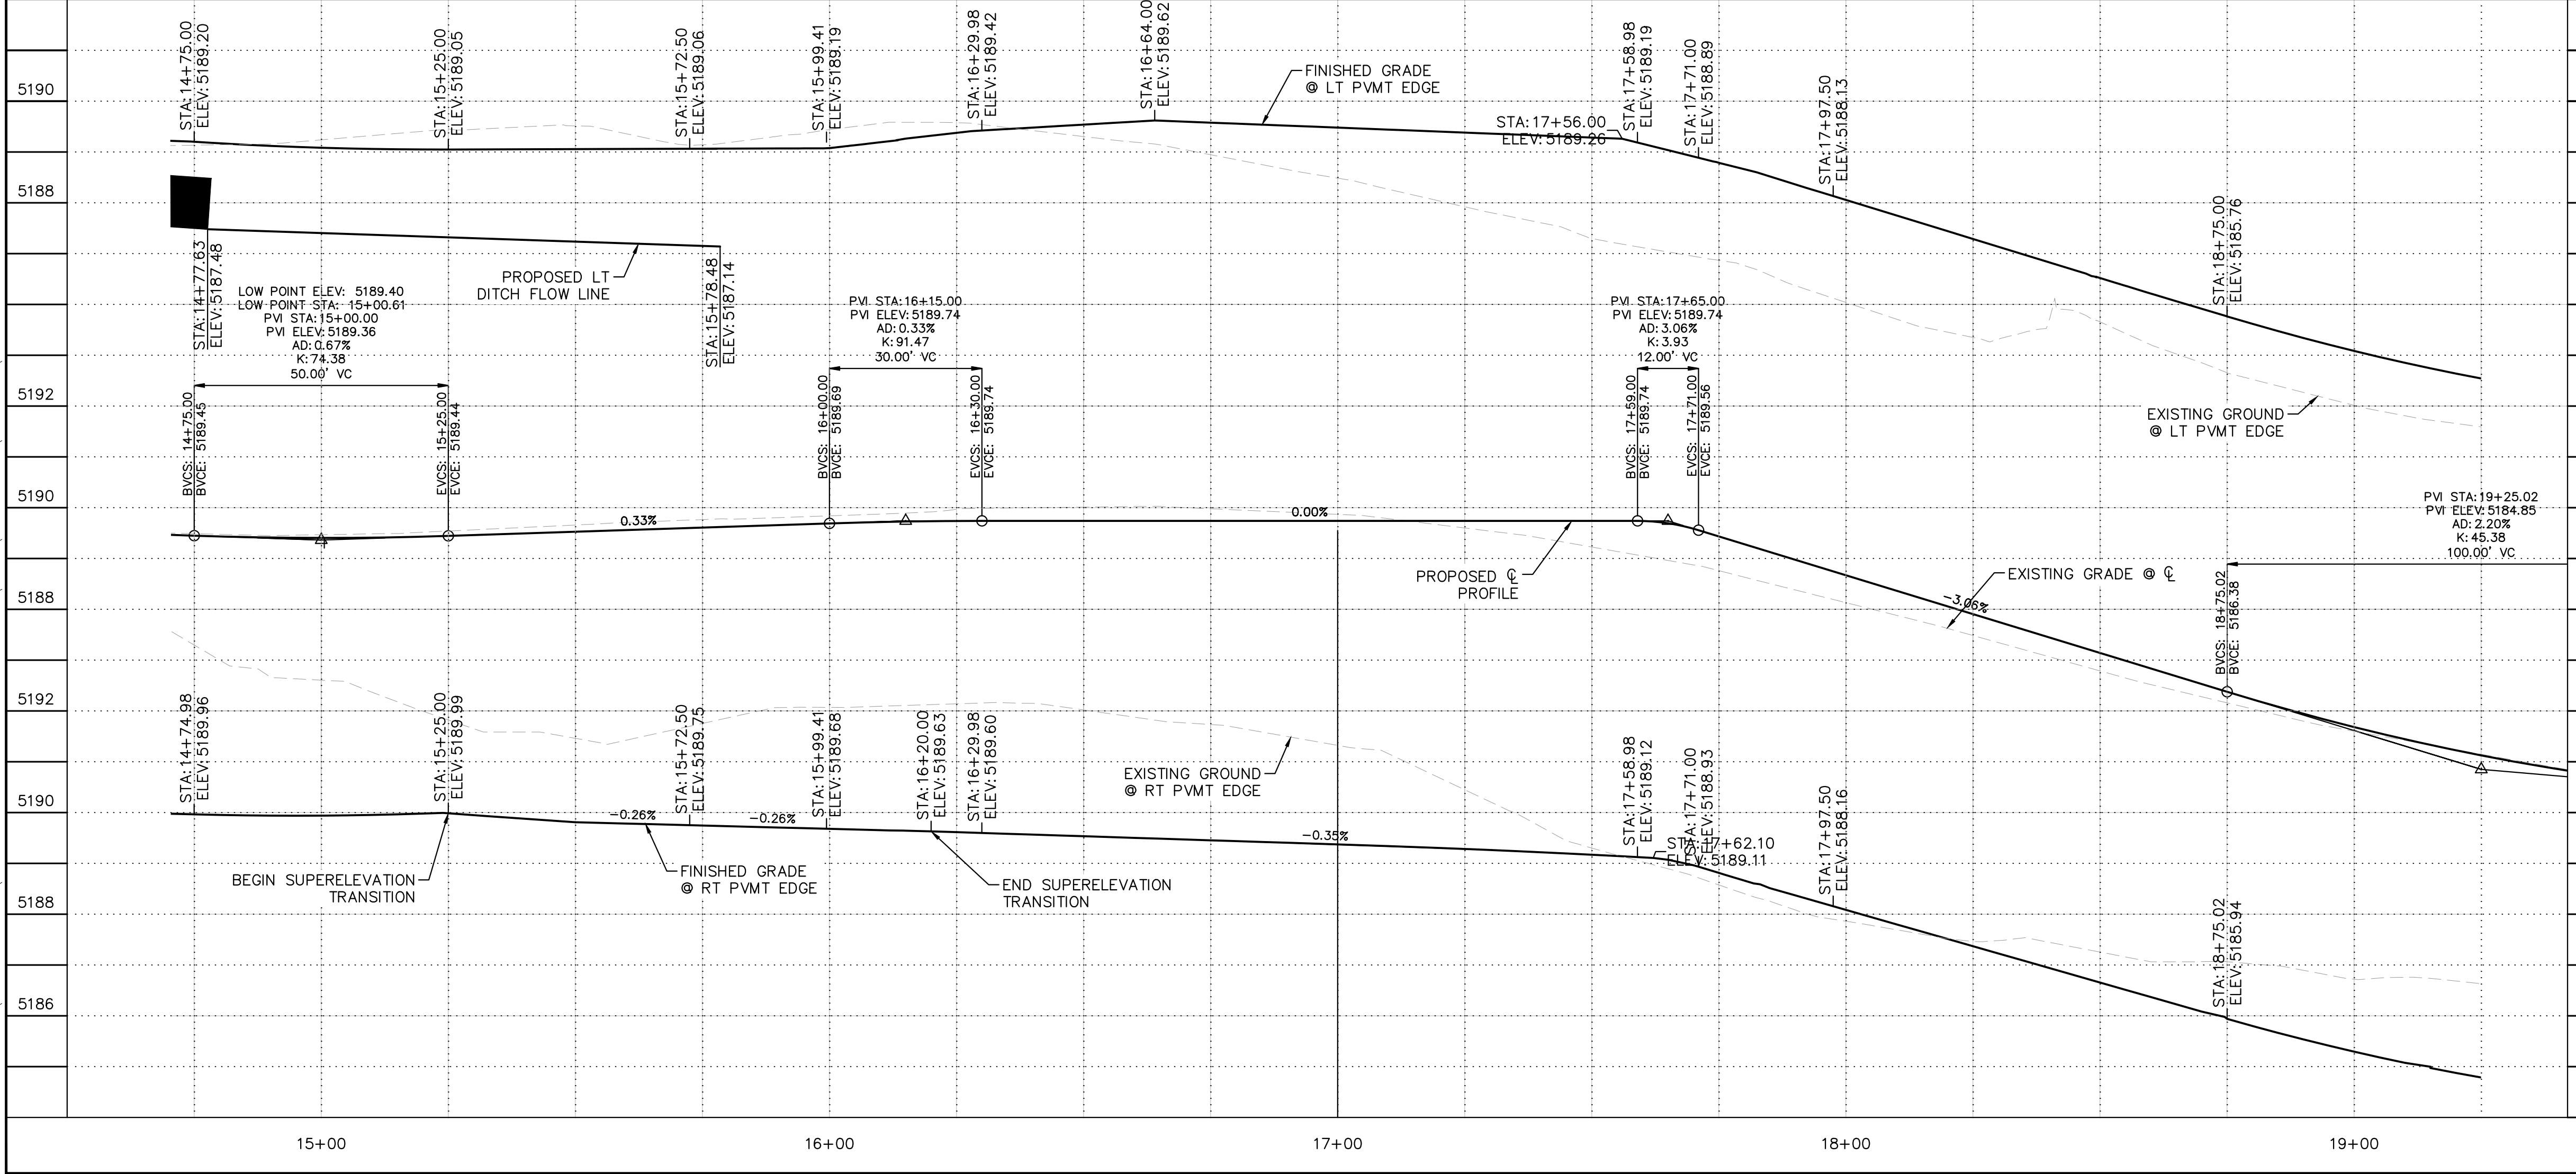 STA:14+75.00
ELEV:5189.20
STA:15+25.00
ELEV:5189.05
STA:15+72.50
ELEV:5189.06
STA:15+99.41
ELEV:5189.19
STA:16+29.98
ELEV:5189.42
STA:16+64.00
ELEV:5189.62
FINISHED GRADE
@ LT PVMT EDGE
STA:17+56.00
ELEV:5189.26
STA:17+58.98
ELEV:5189.19
STA:17+71.00
ELEV:5188.89
STA:17+97.50
ELEV:5188.13
STA:18+75.00
ELEV:5185.76
5190
5188
STA:14+77.63
ELEV:5187.48
PROPOSED LT
DITCH FLOW LINE
STA:15+78.48
ELEV:5187.14
LOW POINT ELEV: 5189.40
LOW POINT STA: 15+00.61
PVI STA:15+00.00
PVI ELEV:5189.36
AD:0.67%
K:74.38
50.00' VC
PVI STA:16+15.00
PVI ELEV:5189.74
AD:0.33%
K:91.47
30.00' VC
PVI STA:17+65.00
PVI ELEV:5189.74
AD:3.06%
K:3.93
12.00' VC
EXISTING GROUND
@ LT PVMT EDGE
5192
BVCS: 14+75.00
BVCE: 5189.45
EVCS: 15+25.00
EVCE: 5189.44
BVCS: 16+00.00
BVCE: 5189.69
EVCS: 16+30.00
EVCE: 5189.74
BVCS: 17+59.00
BVCE: 5189.74
EVCS: 17+71.00
EVCE: 5189.56
5190
0.33%
0.00%
PVI STA:19+25.02
PVI ELEV:5184.85
AD:2.20%
K:45.38
100.00' VC
PROPOSED ℄
PROFILE
EXISTING GRADE @ ℄
-3.06%
BVCS: 18+75.02
BVCE: 5186.38
5188
5192
STA:14+74.98
ELEV:5189.96
STA:15+25.00
ELEV:5189.99
STA:15+72.50
ELEV:5189.75
STA:15+99.41
ELEV:5189.68
STA:16+20.00
ELEV:5189.63
STA:16+29.98
ELEV:5189.60
EXISTING GROUND
@ RT PVMT EDGE
STA:17+58.98
ELEV:5189.12
STA:17+71.00
ELEV:5188.93
STA:17+62.10
ELEV:5189.11
STA:17+97.50
ELEV:5188.16
STA:18+75.02
ELEV:5185.94
5190
-0.26%
-0.26%
-0.35%
BEGIN SUPERELEVATION
TRANSITION
FINISHED GRADE
@ RT PVMT EDGE
END SUPERELEVATION
TRANSITION
5188
5186
15+00
16+00
17+00
18+00
19+00